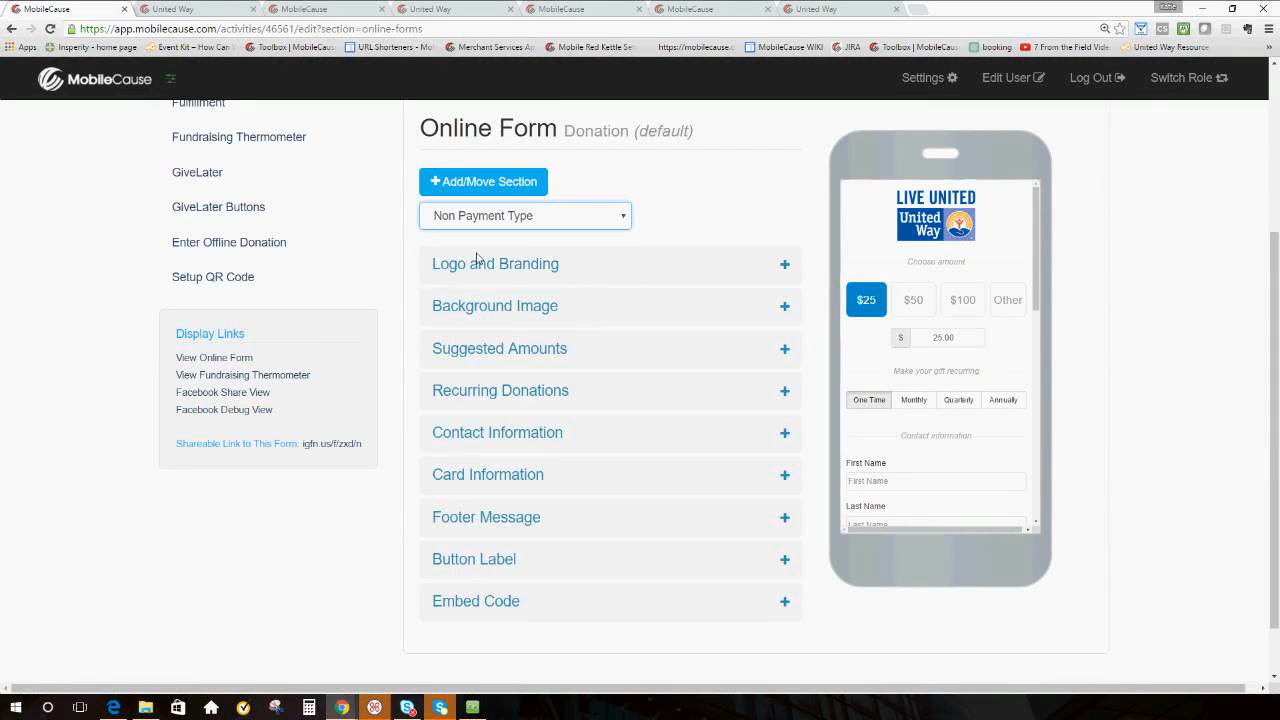 MobileCause
United Way
MobileCause
United Way
MobileCause
MobileCause
United Way
Katie
https://app.mobilecause.com/activities/46561/edit?section=online-forms
Apps
Insperity - home page
Event Kit – How Can
Toolbox | MobileCaus
URL Shorteners - Mo
Merchant Services Ap
Mobile Red Kettle Se
https://mobilecause.c
MobileCause WIKI
JIRA
Toolbox | MobileCaus
booking
7 From the Field Vide
United Way Resource
MobileCause
Settings
Edit User
Log Out
Switch Role
Fulfillment
Fundraising Thermometer
GiveLater
GiveLater Buttons
Enter Offline Donation
Setup QR Code
Display Links
View Online Form
View Fundraising Thermometer
Facebook Share View
Facebook Debug View
Shareable Link to This Form: igfn.us/f/zxd/n
Online Form Donation (default)
+ Add/Move Section
Non Payment Type
Logo and Branding +
Background Image +
Suggested Amounts +
Recurring Donations +
Contact Information +
Card Information +
Footer Message +
Button Label +
Embed Code +
LIVE UNITED
United
Way
Choose amount
$25 $50 $100 Other
$ 25.00
Make your gift recurring
One Time Monthly Quarterly Annually
Contact information
First Name
First Name
Last Name
Last Name